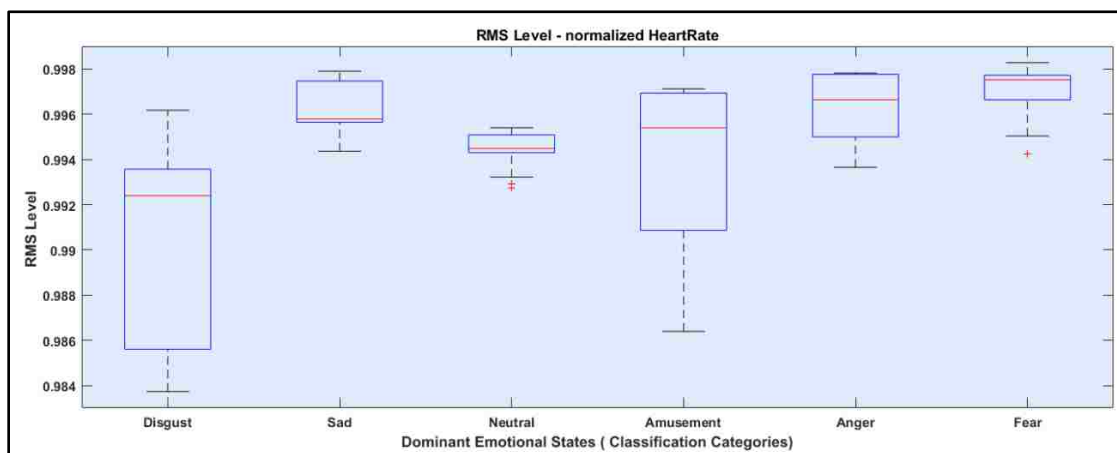 RMS Level - normalized HeartRate
0.998
0.996
0.994
0.992
0.99
0.988
0.986
0.984
RMS Level
Disgust Sad Neutral Amusement Anger Fear
Dominant Emotional States ( Classification Categories)